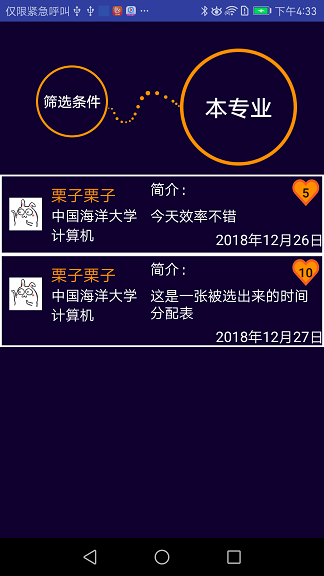 仅限紧急呼叫 ··· 下午4:33
筛选条件
本专业
栗子栗子 简介： 5
中国海洋大学 今天效率不错
计算机
2018年12月26日
栗子栗子 简介： 10
中国海洋大学 这是一张被选出来的时间
计算机 分配表
2018年12月27日